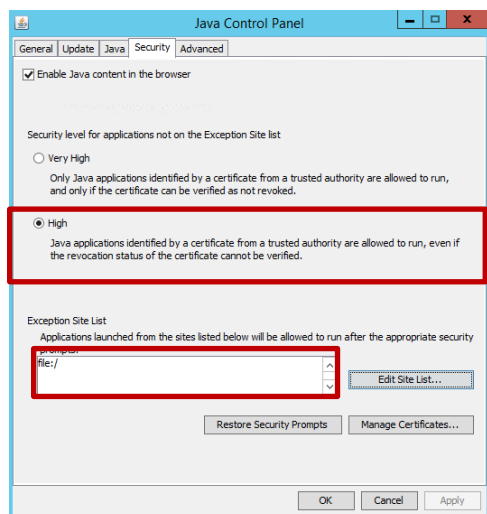 Java Control Panel
General Update Java Security Advanced
Enable Java content in the browser
Security level for applications not on the Exception Site list
Very High
Only Java applications identified by a certificate from a trusted authority are allowed to run,
and only if the certificate can be verified as not revoked.
High
Java applications identified by a certificate from a trusted authority are allowed to run, even if
the revocation status of the certificate cannot be verified.
Exception Site List
Applications launched from the sites listed below will be allowed to run after the appropriate security
prompts.
file:/
Edit Site List...
Restore Security Prompts Manage Certificates...
OK Cancel Apply